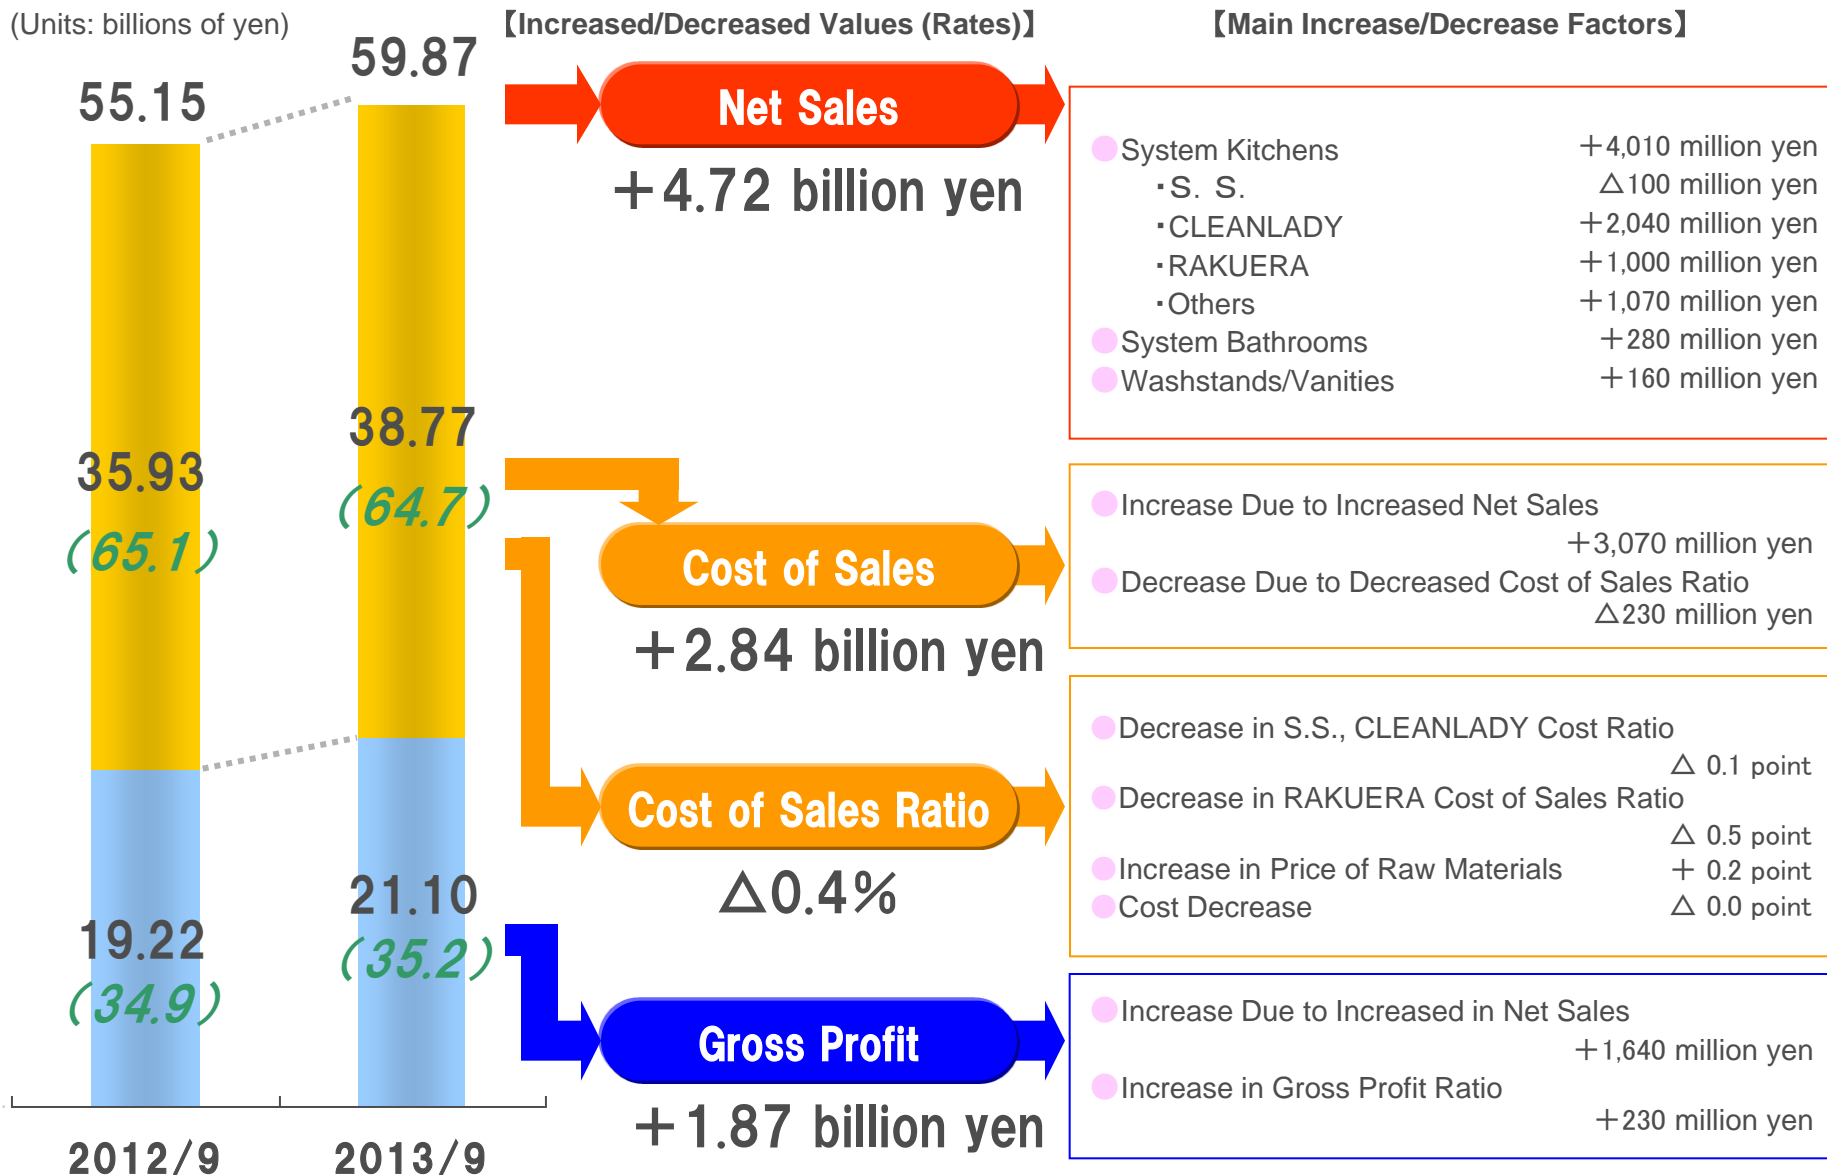 (Units: billions of yen)
【Increased/Decreased Values (Rates)】
【Main Increase/Decrease Factors】
55.15
59.87
35.93
(65.1)
38.77
(64.7)
19.22
(34.9)
21.10
(35.2)
2012/9
2013/9
Net Sales
+4.72 billion yen
System Kitchens +4,010 million yen
・S. S. △100 million yen
・CLEANLADY +2,040 million yen
・RAKUERA +1,000 million yen
・Others +1,070 million yen
System Bathrooms +280 million yen
Washstands/Vanities +160 million yen
Cost of Sales
+2.84 billion yen
Increase Due to Increased Net Sales
+3,070 million yen
Decrease Due to Decreased Cost of Sales Ratio
△230 million yen
Cost of Sales Ratio
△0.4%
Decrease in S.S., CLEANLADY Cost Ratio
△ 0.1 point
Decrease in RAKUERA Cost of Sales Ratio
△ 0.5 point
Increase in Price of Raw Materials + 0.2 point
Cost Decrease △ 0.0 point
Gross Profit
+1.87 billion yen
Increase Due to Increased in Net Sales
+1,640 million yen
Increase in Gross Profit Ratio
+230 million yen